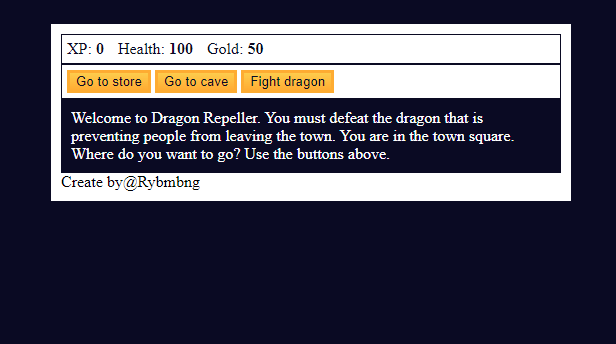 XP: 0 Health: 100 Gold: 50
Go to store Go to cave Fight dragon
Welcome to Dragon Repeller. You must defeat the dragon that is
preventing people from leaving the town. You are in the town square.
Where do you want to go? Use the buttons above.
Create by@Rybmbng